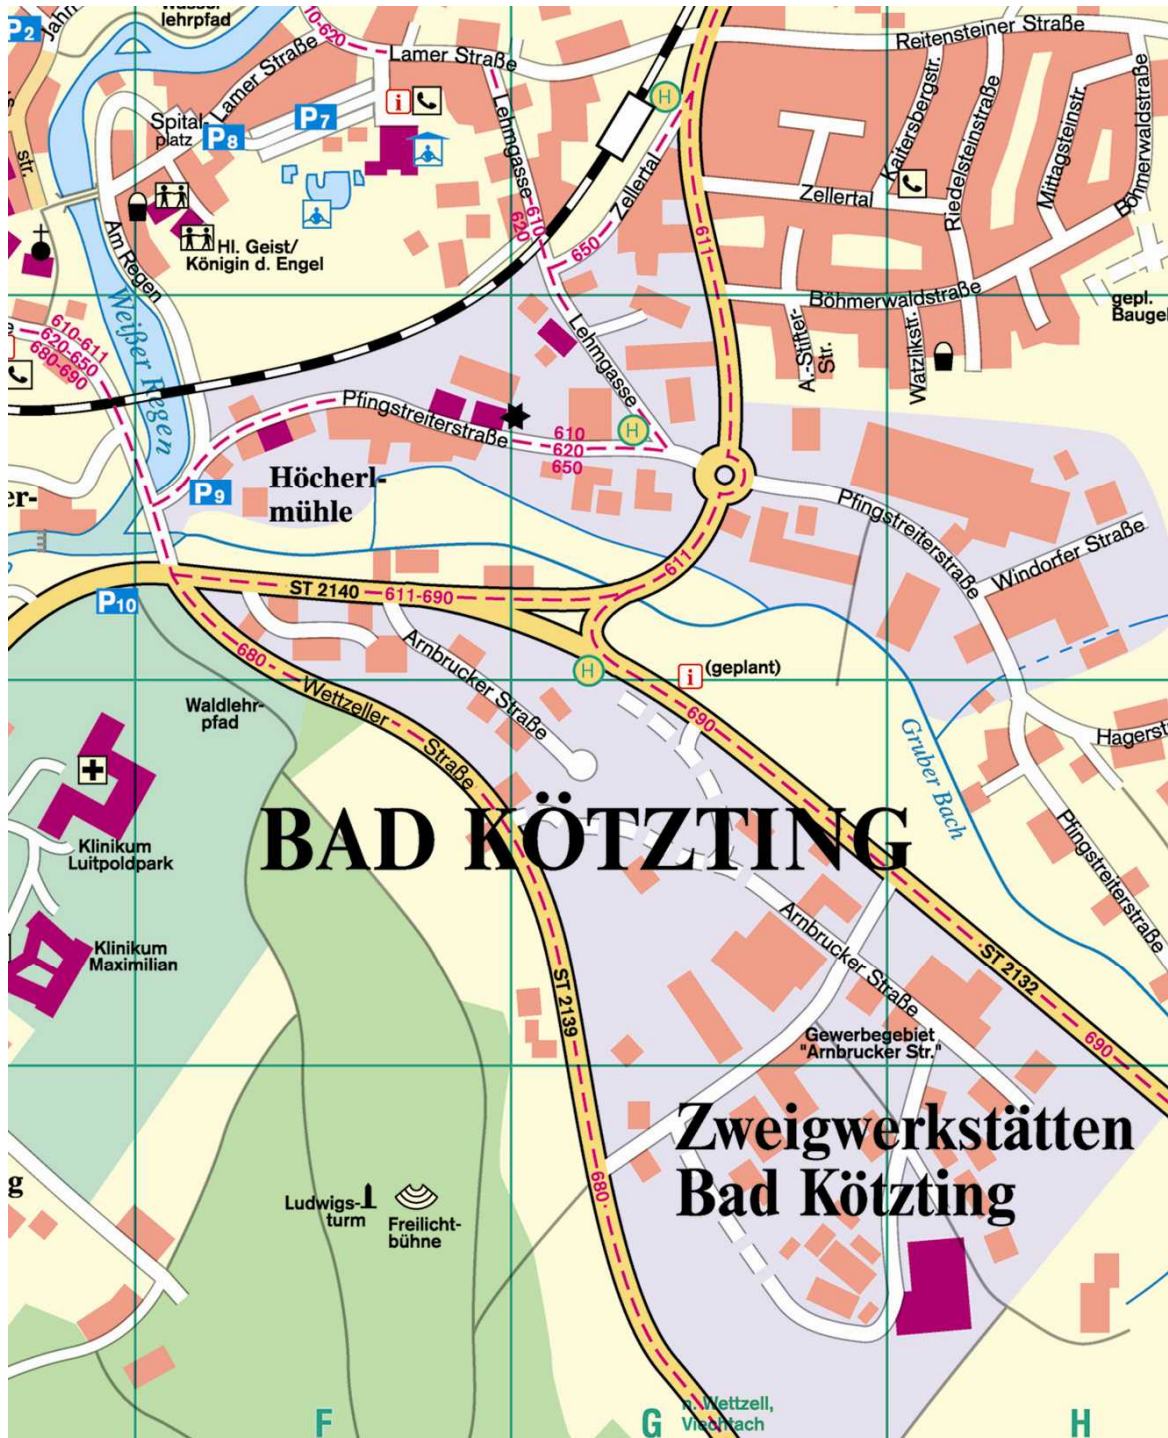 Wasser-
lehrpfad
P2
Jahn
10-620
Lamer Straße
Lamer Straße
Reitensteiner Straße
Kaitersbergstr.
Riedelsteinstraße
Mittagsteinstr.
Böhmerwaldstraße
H
i
P7
Spital-
platz
P8
Lehmgasse
str.
610
620
Zellertal
Zellertal
611
650
Am Regen
Hl. Geist/
Königin d. Engel
Böhmerwaldstraße
gepl.
Baugel
Weißer Regen
610-611
620-650
680-690
A.-Stifter-
Str.
Watzlikstr.
Lehmgasse
Pfingstreiterstraße
H
610
620
650
P9
Höcherl-
mühle
er-
Pfingstreiterstraße
Windorfer Straße
611
ST 2140
611-690
P10
680
Wettzeller
Straße
Arnbrucker Straße
H
i
(geplant)
690
Waldlehr-
pfad
Gruber Bach
Hagerst
BAD KÖTZTING
Klinikum
Luitpoldpark
Pfingstreiterstraße
Klinikum
Maximilian
Arnbrucker Straße
ST 2139
ST 2132
Gewerbegebiet
"Arnbrucker Str."
690
Zweigwerkstätten
Bad Kötzting
680
g
Ludwigs-
turm
Freilicht-
bühne
n. Wettzell,
Viechtach
F
G
H